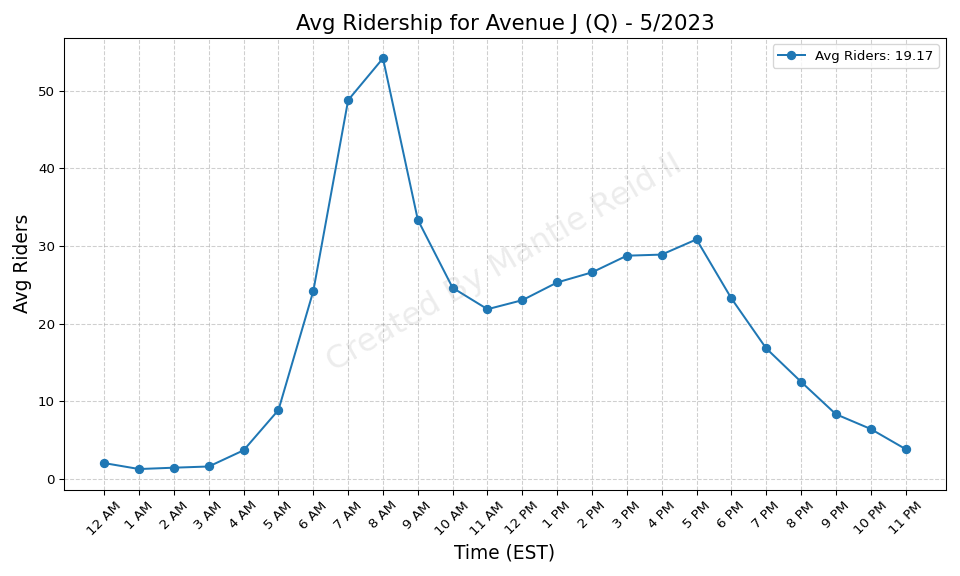 Avg Ridership for Avenue J (Q) - 5/2023
Avg Riders: 19.17
Avg Riders
50
40
30
20
10
0
Created By Mantie Reid II
12 AM
1 AM
2 AM
3 AM
4 AM
5 AM
6 AM
7 AM
8 AM
9 AM
10 AM
11 AM
12 PM
1 PM
2 PM
3 PM
4 PM
5 PM
6 PM
7 PM
8 PM
9 PM
10 PM
11 PM
Time (EST)